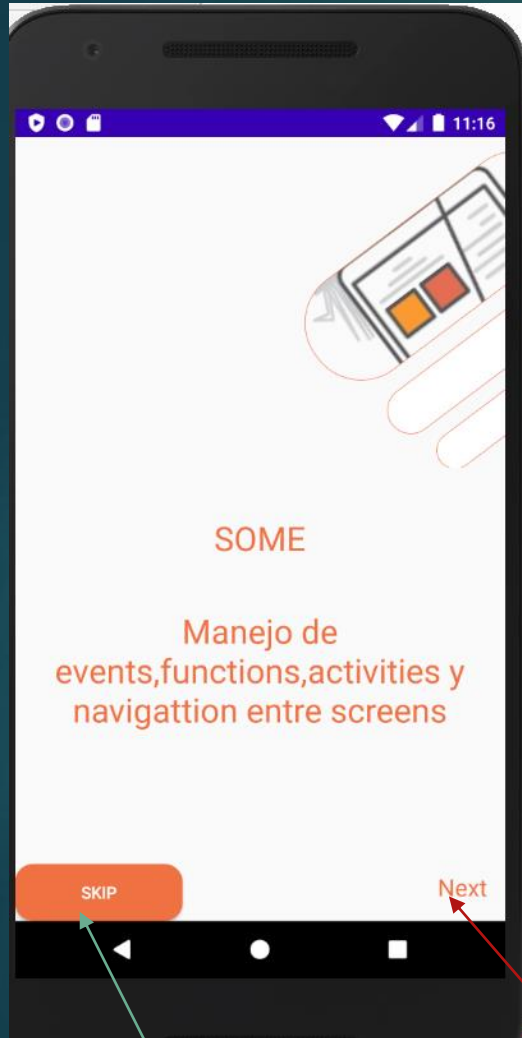 11:16
SOME
Manejo de
events,functions,activities y
navigattion entre screens
SKIP
Next